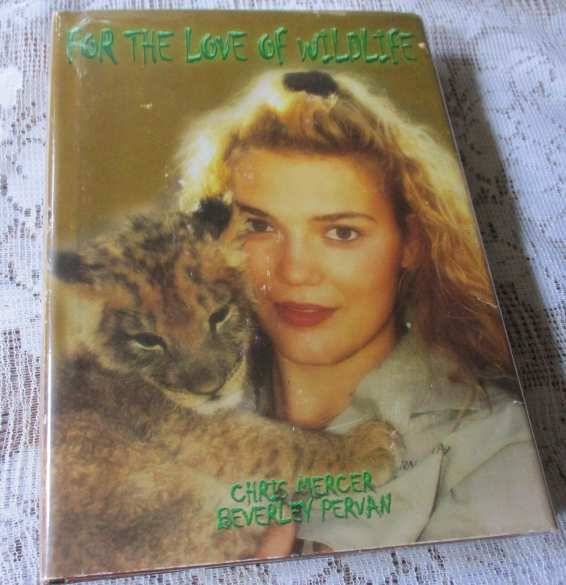 FOR THE LOVE OF WILDLIFE
CHRIS MERCER
BEVERLEY PERVAN